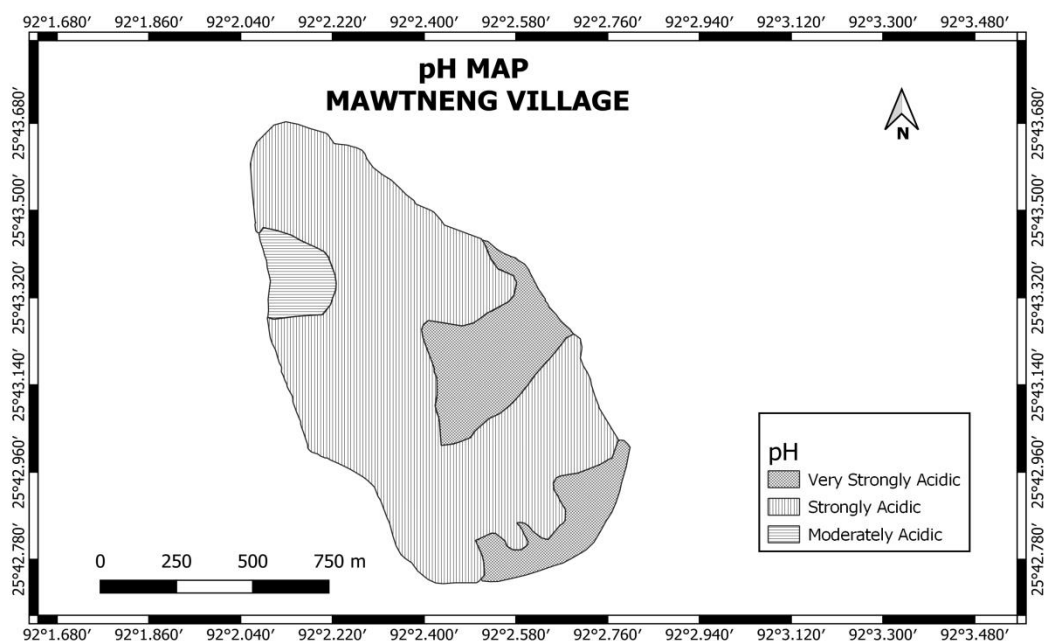 92°1.680′ 92°1.860′ 92°2.040′ 92°2.220′ 92°2.400′ 92°2.580′ 92°2.760′ 92°2.940′ 92°3.120′ 92°3.300′ 92°3.480′
pH MAP
MAWTNENG VILLAGE
N
25°43.680′
25°43.500′
25°43.320′
25°43.140′
25°42.960′
25°42.780′
25°43.680′
25°43.500′
25°43.320′
25°43.140′
25°42.960′
25°42.780′
pH
Very Strongly Acidic
Strongly Acidic
Moderately Acidic
0 250 500 750 m
92°1.680′ 92°1.860′ 92°2.040′ 92°2.220′ 92°2.400′ 92°2.580′ 92°2.760′ 92°2.940′ 92°3.120′ 92°3.300′ 92°3.480′